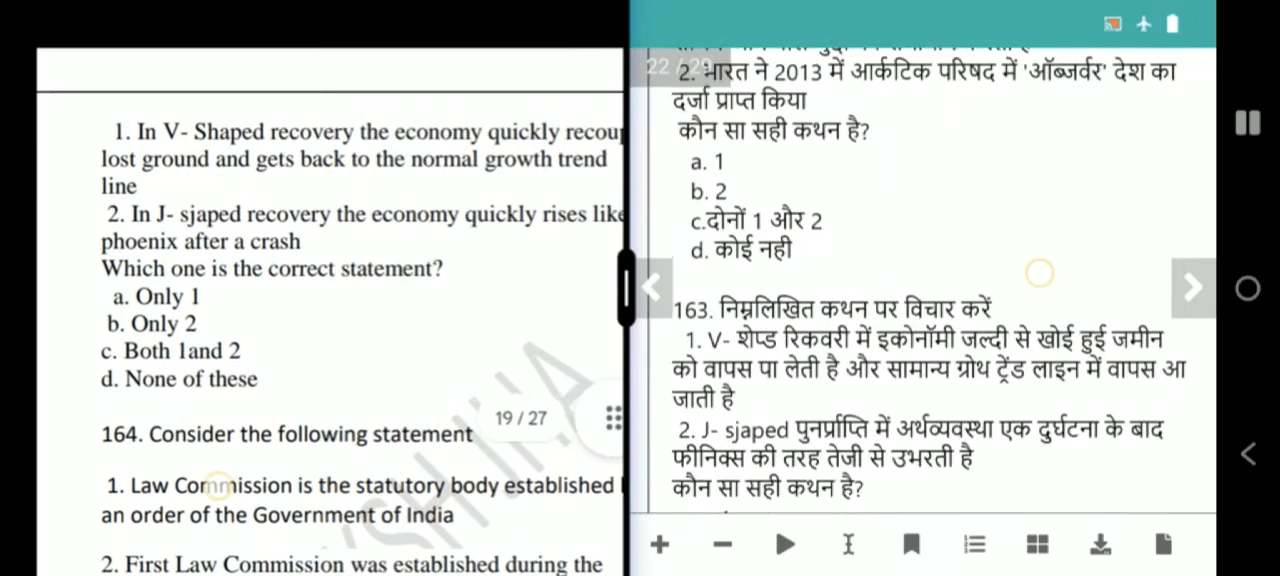 1. In V- Shaped recovery the economy quickly recoup
lost ground and gets back to the normal growth trend
line
2. In J- sjaped recovery the economy quickly rises like
phoenix after a crash
Which one is the correct statement?
a. Only 1
b. Only 2
c. Both 1and 2
d. None of these
19 / 27
164. Consider the following statement
1. Law Commission is the statutory body established
an order of the Government of India
2. First Law Commission was established during the
22 / 29
2. भारत ने 2013 में आर्कटिक परिषद में 'ऑब्जर्वर' देश का
दर्जा प्राप्त किया
कौन सा सही कथन है?
a. 1
b. 2
c.दोनों 1 और 2
d. कोई नही
163. निम्नलिखित कथन पर विचार करें
1. V- शेप्ड रिकवरी में इकोनॉमी जल्दी से खोई हुई जमीन
को वापस पा लेती है और सामान्य ग्रोथ ट्रेंड लाइन में वापस आ
जाती है
2. J- sjaped पुनर्प्राप्ति में अर्थव्यवस्था एक दुर्घटना के बाद
फीनिक्स की तरह तेजी से उभरती है
कौन सा सही कथन है?